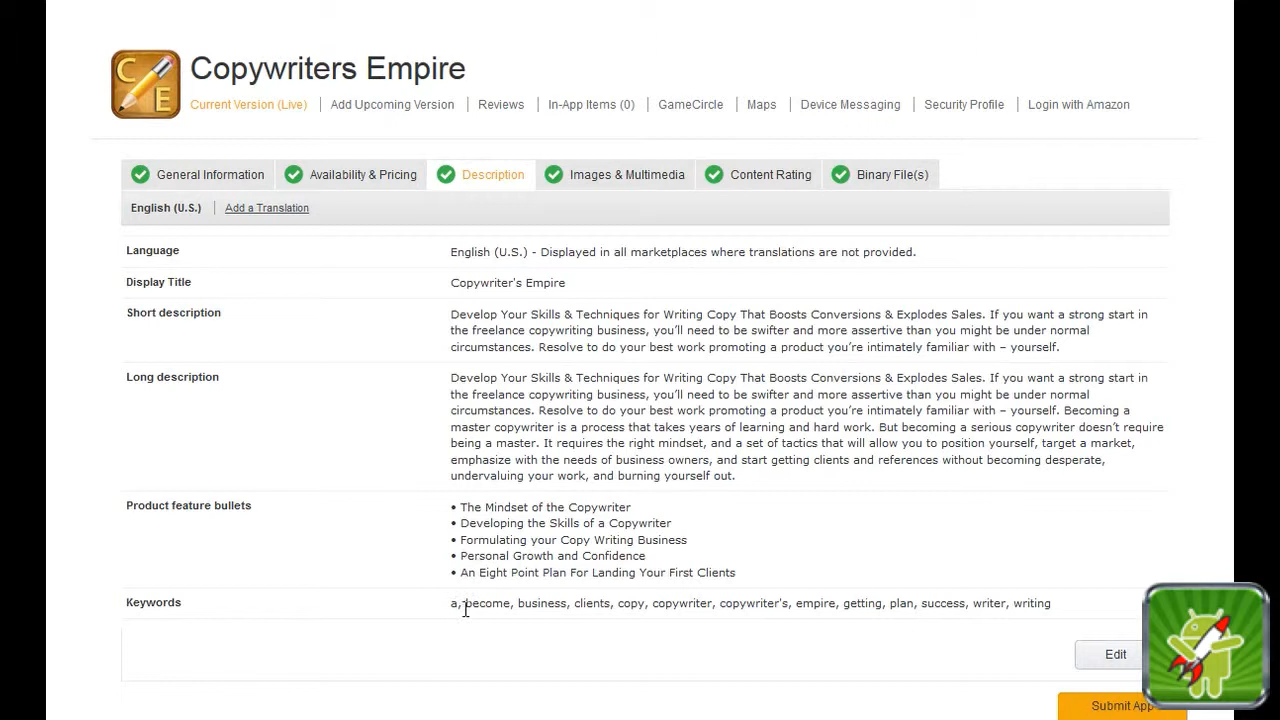 C
E
Copywriters Empire
Current Version (Live) | Add Upcoming Version | Reviews | In-App Items (0) | GameCircle | Maps | Device Messaging | Security Profile | Login with Amazon
General Information Availability & Pricing Description Images & Multimedia Content Rating Binary File(s)
English (U.S.) | Add a Translation
Language English (U.S.) - Displayed in all marketplaces where translations are not provided.
Display Title Copywriter's Empire
Short description Develop Your Skills & Techniques for Writing Copy That Boosts Conversions & Explodes Sales. If you want a strong start in
the freelance copywriting business, you’ll need to be swifter and more assertive than you might be under normal
circumstances. Resolve to do your best work promoting a product you’re intimately familiar with – yourself.
Long description Develop Your Skills & Techniques for Writing Copy That Boosts Conversions & Explodes Sales. If you want a strong start in
the freelance copywriting business, you’ll need to be swifter and more assertive than you might be under normal
circumstances. Resolve to do your best work promoting a product you’re intimately familiar with – yourself. Becoming a
master copywriter is a process that takes years of learning and hard work. But becoming a serious copywriter doesn’t require
being a master. It requires the right mindset, and a set of tactics that will allow you to position yourself, target a market,
emphasize with the needs of business owners, and start getting clients and references without becoming desperate,
undervaluing your work, and burning yourself out.
Product feature bullets • The Mindset of the Copywriter
• Developing the Skills of a Copywriter
• Formulating your Copy Writing Business
• Personal Growth and Confidence
• An Eight Point Plan For Landing Your First Clients
Keywords a, become, business, clients, copy, copywriter, copywriter's, empire, getting, plan, success, writer, writing
Edit
Submit App